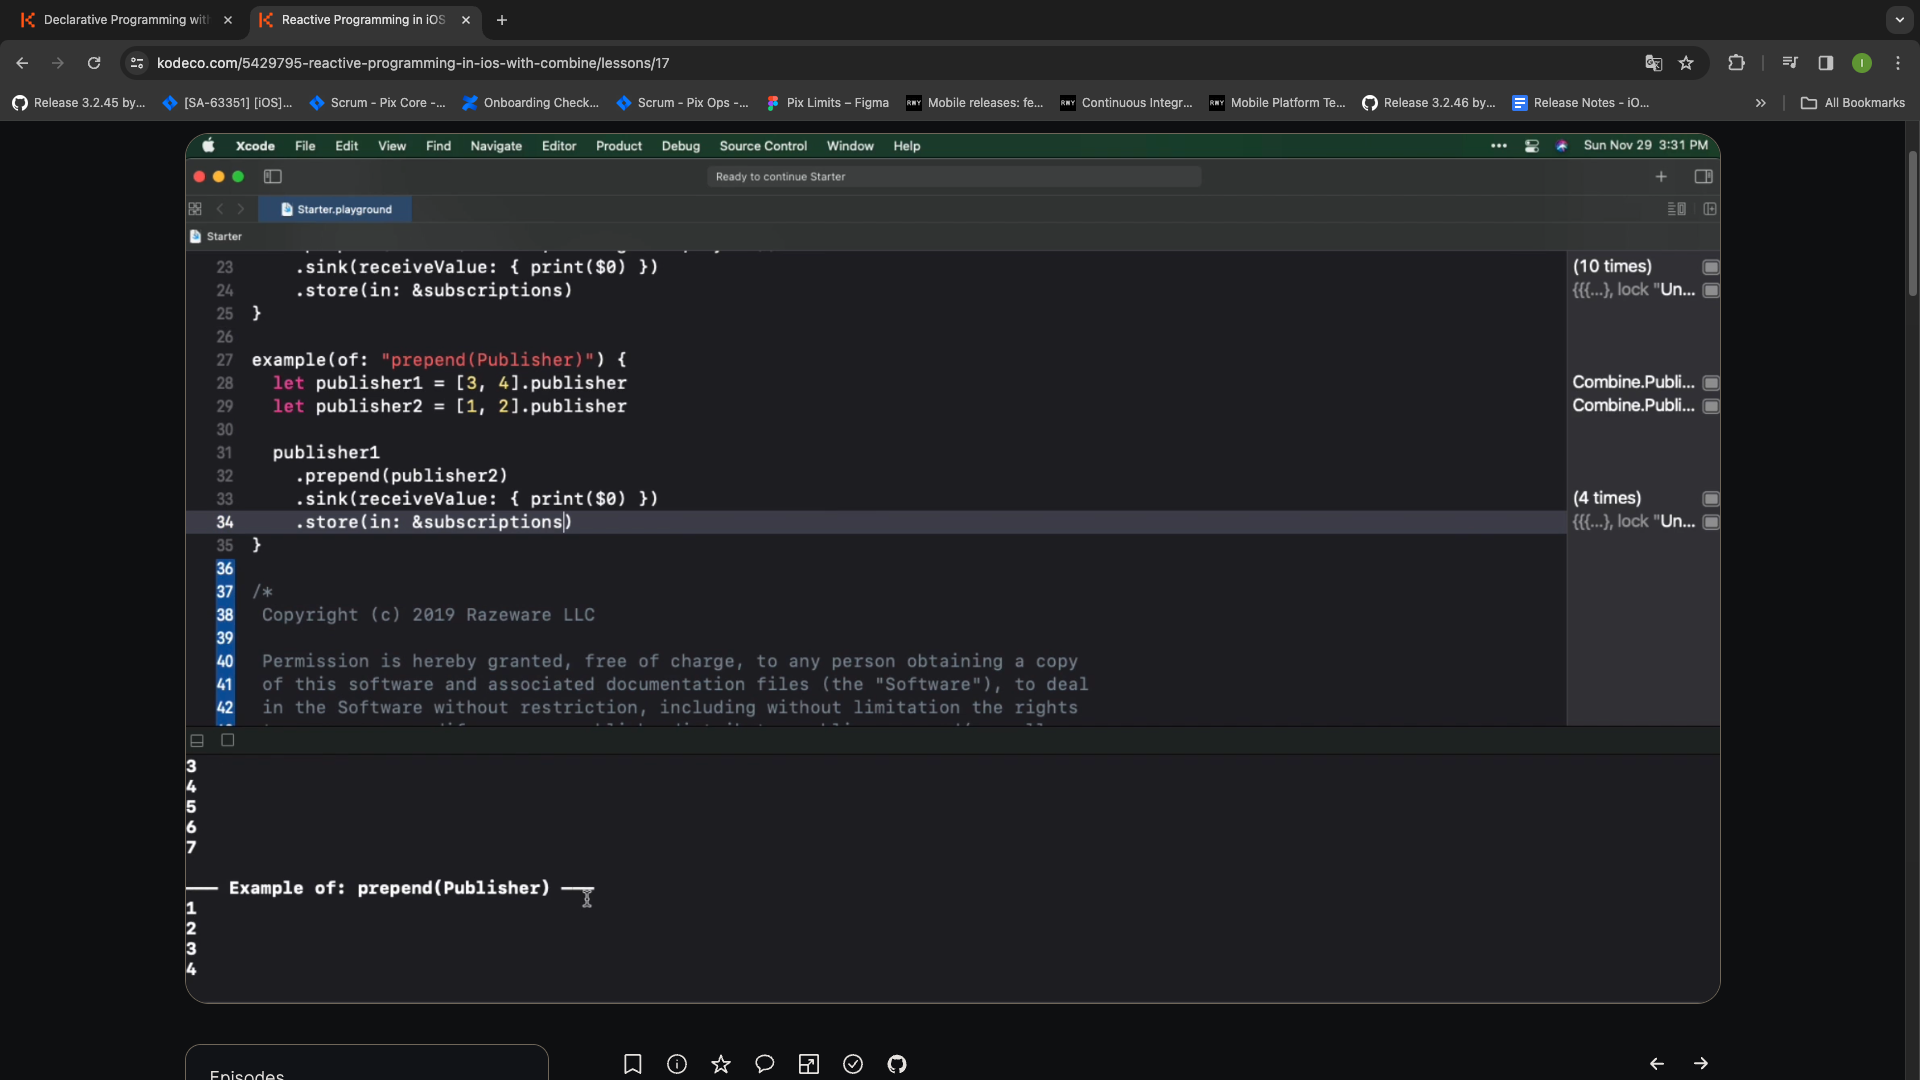 Declarative Programming with
Reactive Programming in iOS
kodeco.com/5429795-reactive-programming-in-ios-with-combine/lessons/17
Release 3.2.45 by...
[SA-63351] [iOS]...
Scrum - Pix Core -...
Onboarding Check...
Scrum - Pix Ops -...
Pix Limits – Figma
Mobile releases: fe...
Continuous Integr...
Mobile Platform Te...
Release 3.2.46 by...
Release Notes - iO...
All Bookmarks
Xcode File Edit View Find Navigate Editor Product Debug Source Control Window Help
Sun Nov 29 3:31 PM
Ready to continue Starter
Starter.playground
Starter
23 .sink(receiveValue: { print($0) }) (10 times)
24 .store(in: &subscriptions) {{{...}, lock "Un...
25 }
26
27 example(of: "prepend(Publisher)") {
28 let publisher1 = [3, 4].publisher Combine.Publi...
29 let publisher2 = [1, 2].publisher Combine.Publi...
30
31 publisher1
32 .prepend(publisher2)
33 .sink(receiveValue: { print($0) }) (4 times)
34 .store(in: &subscriptions) {{{...}, lock "Un...
35 }
36
37 /*
38 Copyright (c) 2019 Razeware LLC
39
40 Permission is hereby granted, free of charge, to any person obtaining a copy
41 of this software and associated documentation files (the "Software"), to deal
42 in the Software without restriction, including without limitation the rights
3
4
5
6
7
—— Example of: prepend(Publisher) ——
1
2
3
4
Episodes